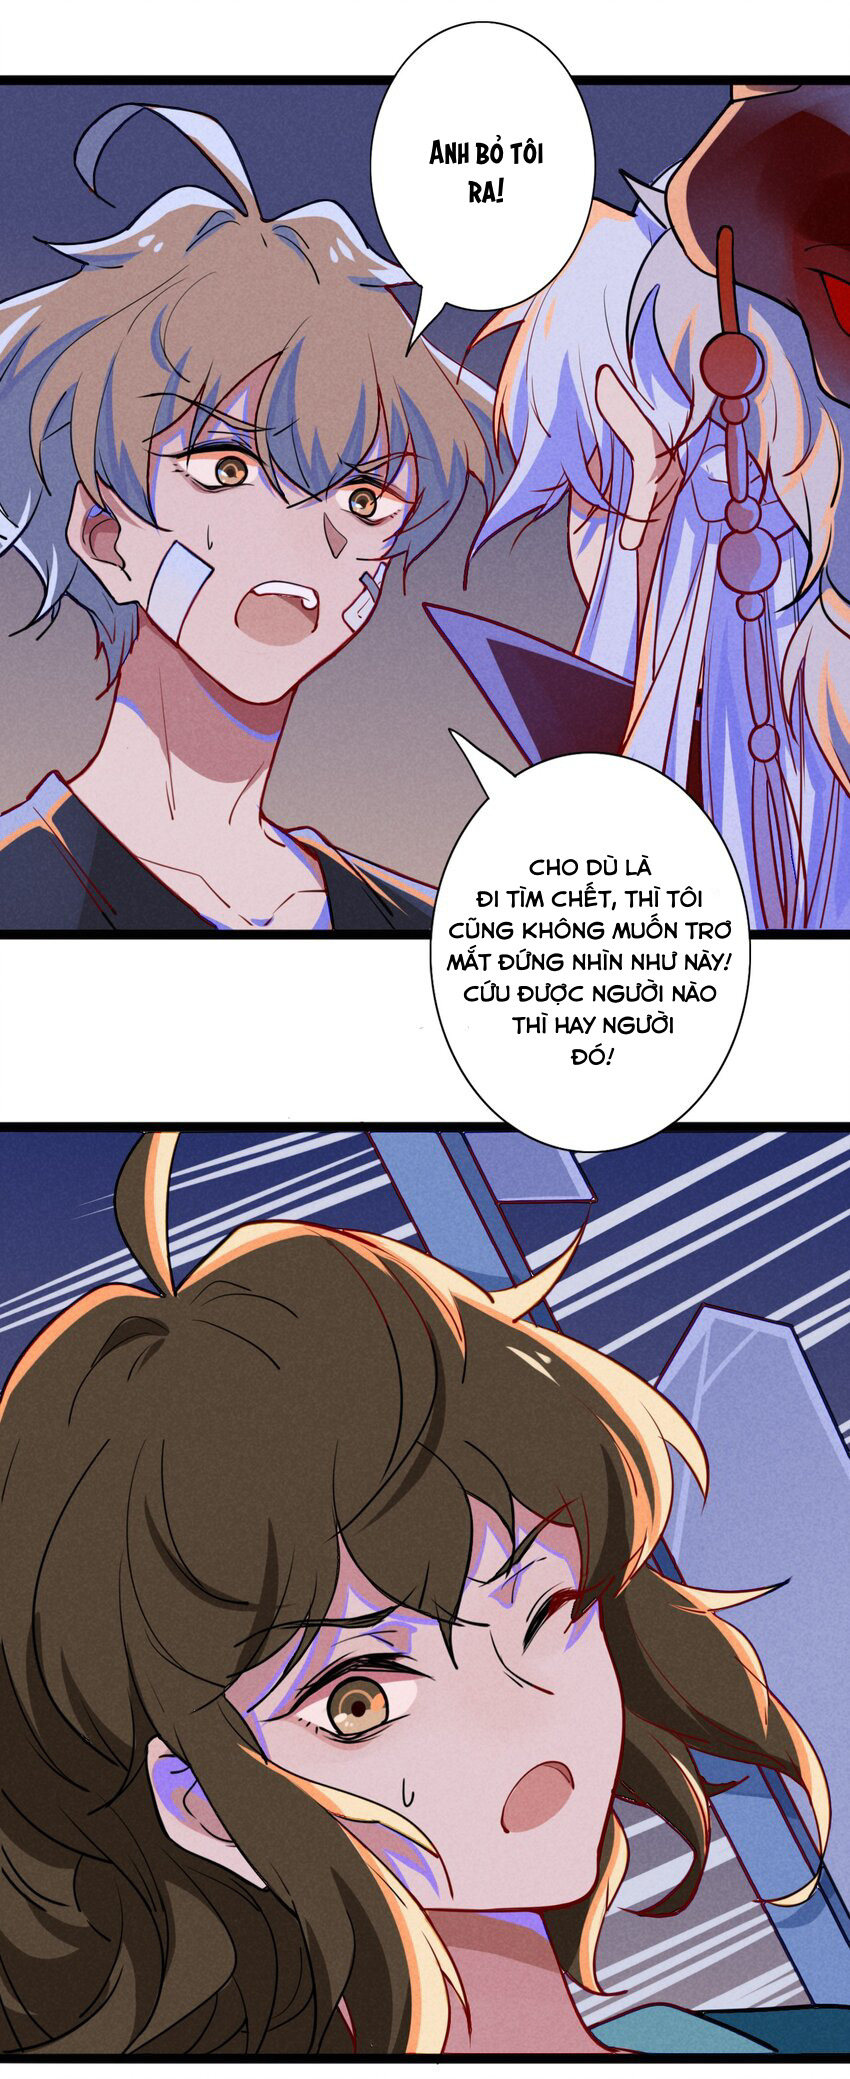 ANH BỎ TÔI
RA!
CHO DÙ LÀ
ĐI TÌM CHẾT, THÌ TÔI
CŨNG KHÔNG MUỐN TRƠ
MẮT ĐỨNG NHÌN NHƯ NÀY!
CỨU ĐƯỢC NGƯỜI NÀO
THÌ HAY NGƯỜI
ĐÓ!